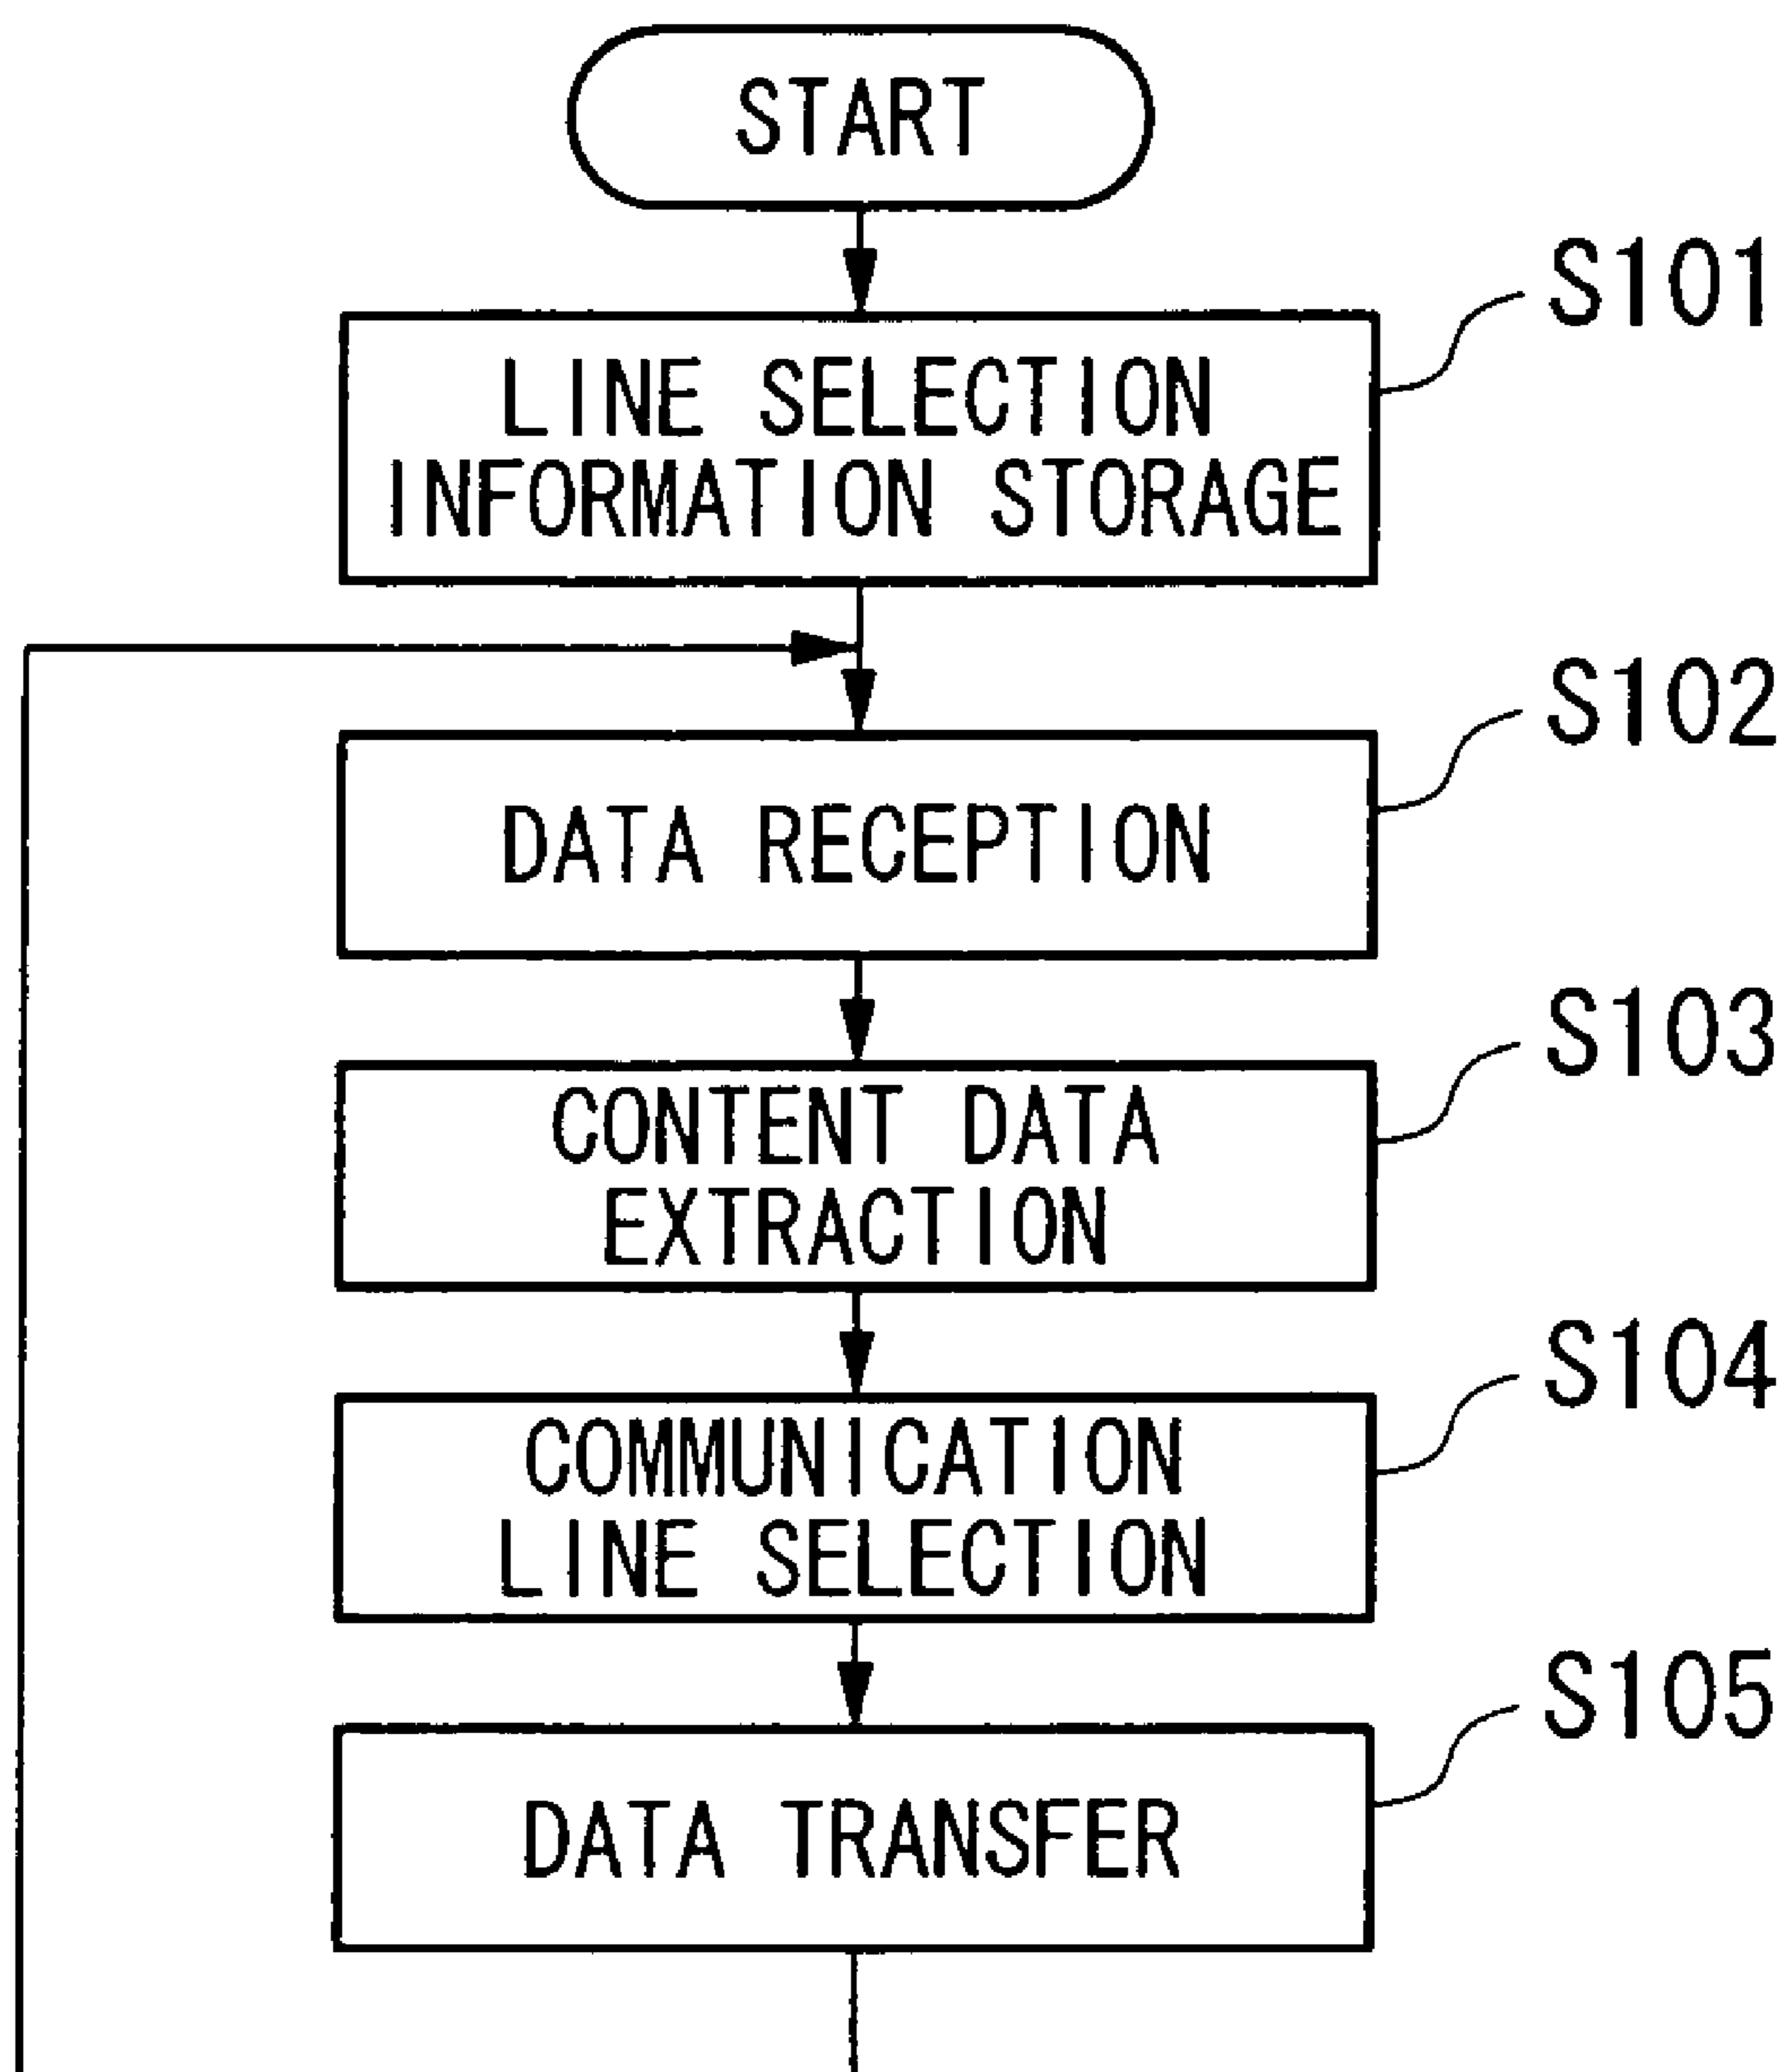 START
S101
LINE SELECTION
INFORMATION STORAGE
S102
DATA RECEPTION
S103
CONTENT DATA
EXTRACTION
S104
COMMUNICATION
LINE SELECTION
S105
DATA TRANSFER